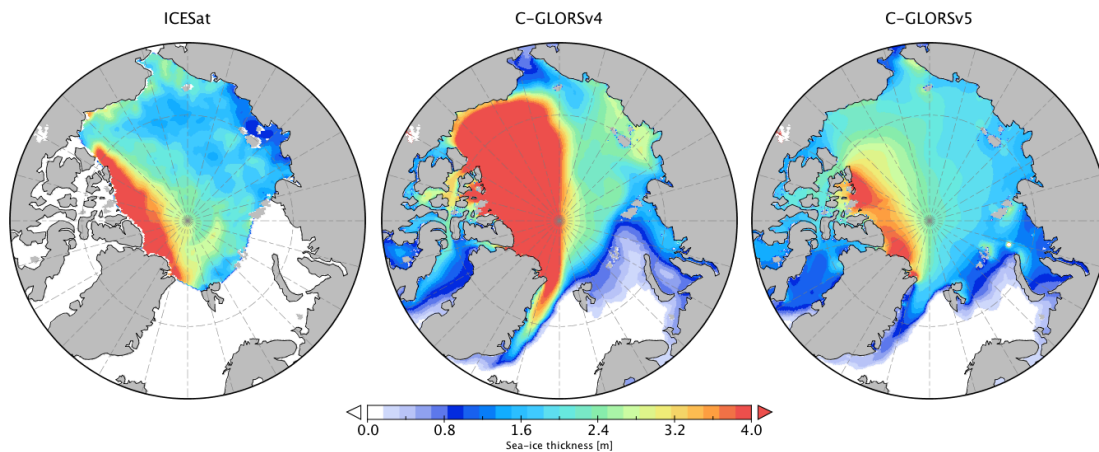 ICESat
C-GLORSv4
C-GLORSv5
0.0 0.8 1.6 2.4 3.2 4.0
Sea-ice thickness [m]